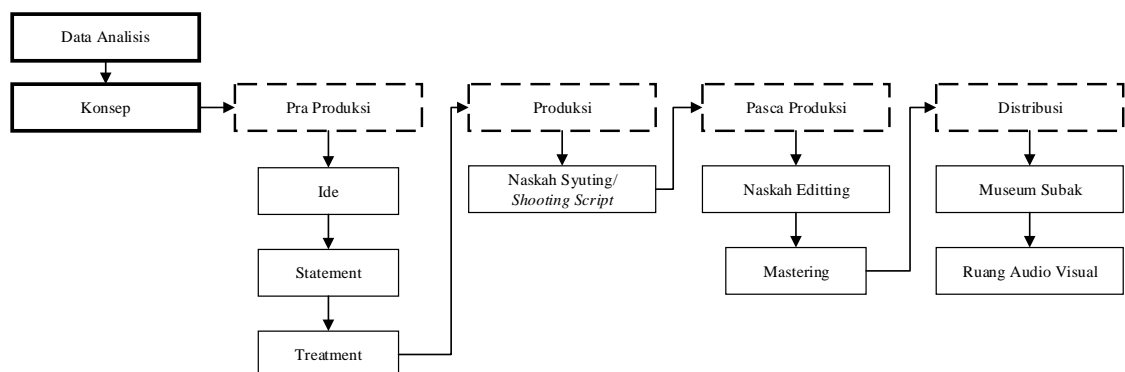 Data Analisis
Konsep
Pra Produksi
Ide
Statement
Treatment
Produksi
Naskah Syuting/
Shooting Script
Pasca Produksi
Naskah Editting
Mastering
Distribusi
Museum Subak
Ruang Audio Visual